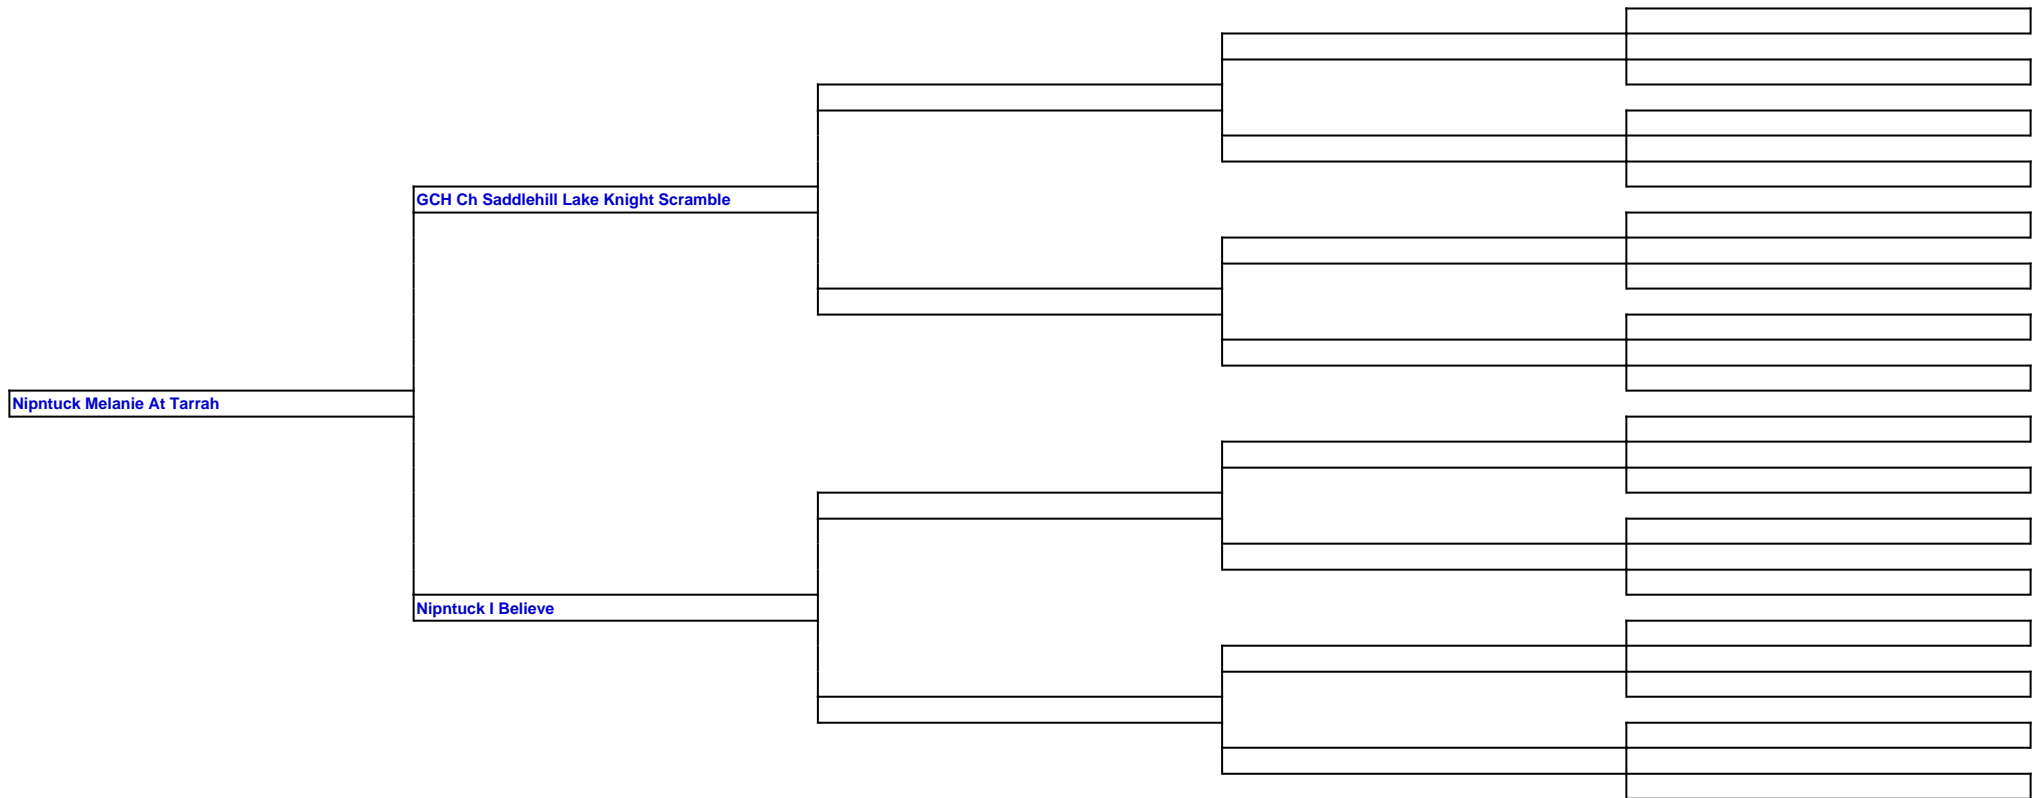 GCH Ch Saddlehill Lake Knight Scramble
Nipntuck Melanie At Tarrah
Nipntuck I Believe